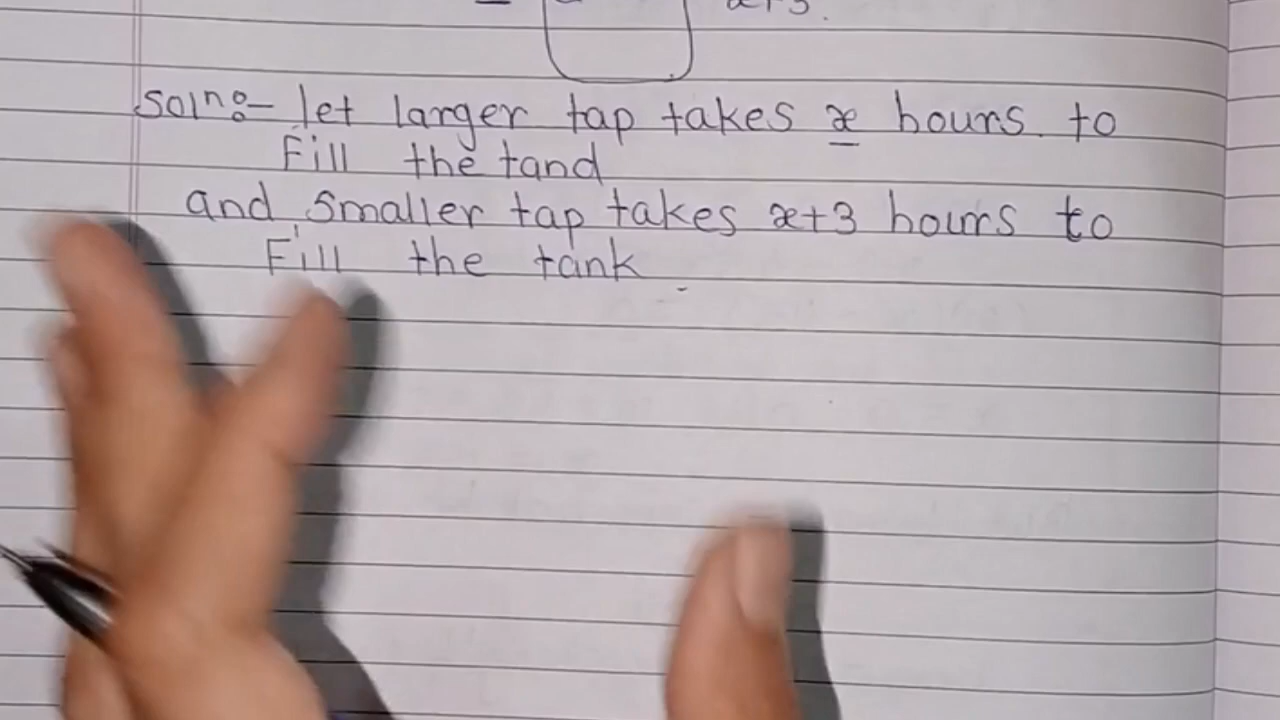 x+3.
Soln:- let larger tap takes x hours. to
Fill the tand
and smaller tap takes x+3 hours to
Fill the tank